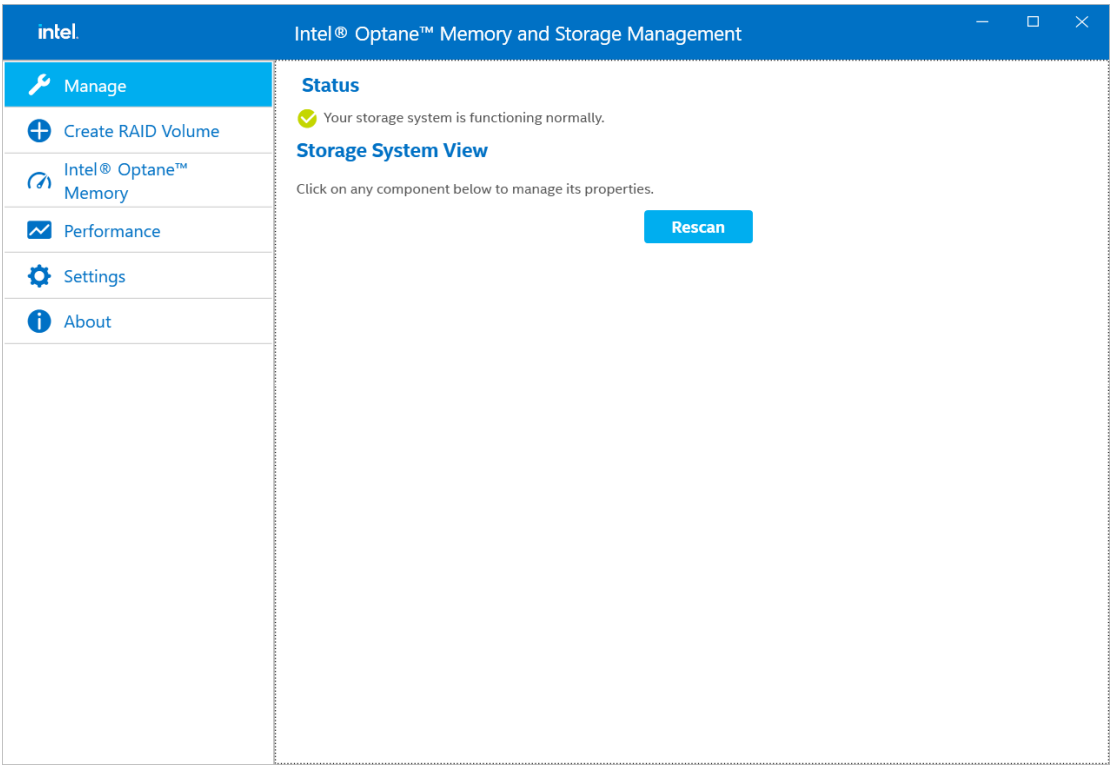 intel.
Intel® Optane™ Memory and Storage Management
Manage
Create RAID Volume
Intel® Optane™
Memory
Performance
Settings
About
Status
Your storage system is functioning normally.
Storage System View
Click on any component below to manage its properties.
Rescan